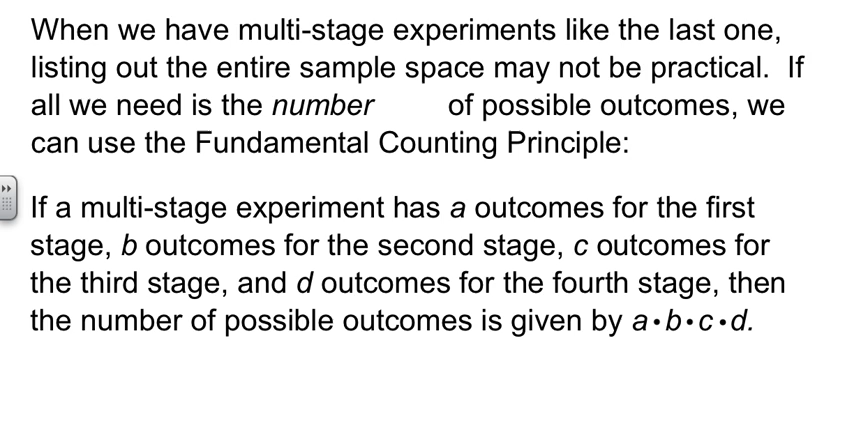 When we have multi-stage experiments like the last one,
listing out the entire sample space may not be practical.  If
all we need is the number of possible outcomes, we
can use the Fundamental Counting Principle:
If a multi-stage experiment has a outcomes for the first
stage, b outcomes for the second stage, c outcomes for
the third stage, and d outcomes for the fourth stage, then
the number of possible outcomes is given by a•b•c•d.